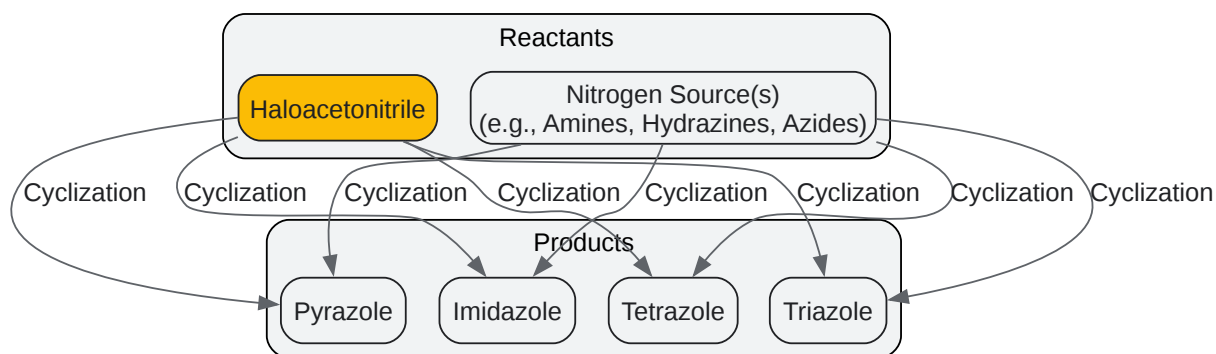 Reactants
Haloacetonitrile
Nitrogen Source(s)
(e.g., Amines, Hydrazines, Azides)
Cyclization
Cyclization
Cyclization
Cyclization
Cyclization
Cyclization
Cyclization
Cyclization
Products
Pyrazole
Imidazole
Tetrazole
Triazole